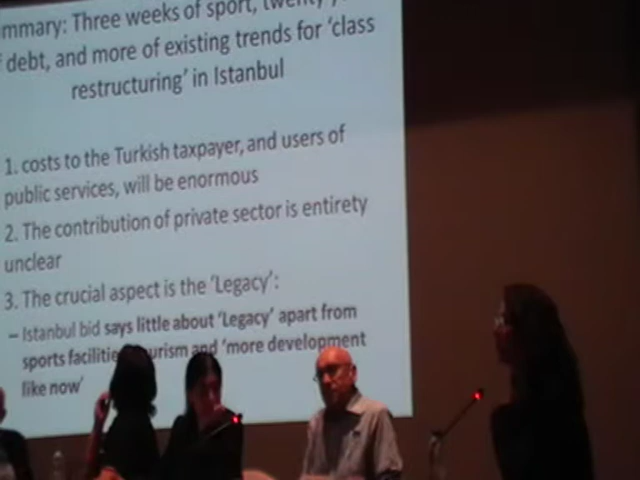 mmary: Three weeks of sport, twenty y
debt, and more of existing trends for 'class
restructuring' in Istanbul
1. costs to the Turkish taxpayer, and users of
public services, will be enormous
2. The contribution of private sector is entirety
unclear
3. The crucial aspect is the 'Legacy':
– Istanbul bid says little about 'Legacy' apart from
sports facilitie urism and 'more development
like now'